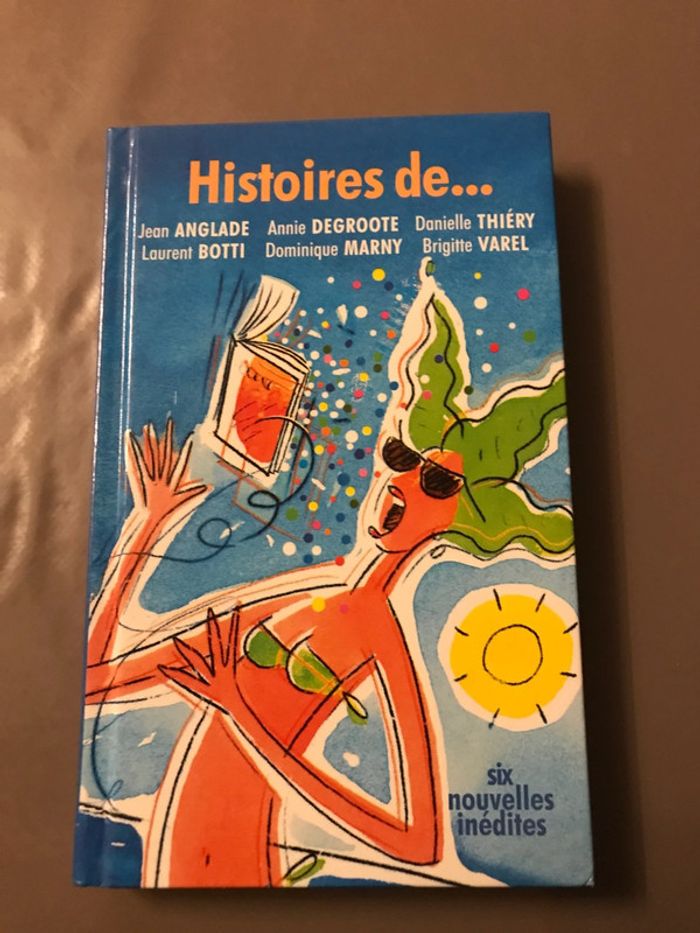 Histoires de...
Jean ANGLADE Annie DEGROOTE Danielle THIÉRY
Laurent BOTTI Dominique MARNY Brigitte VAREL
six
nouvelles
inédites